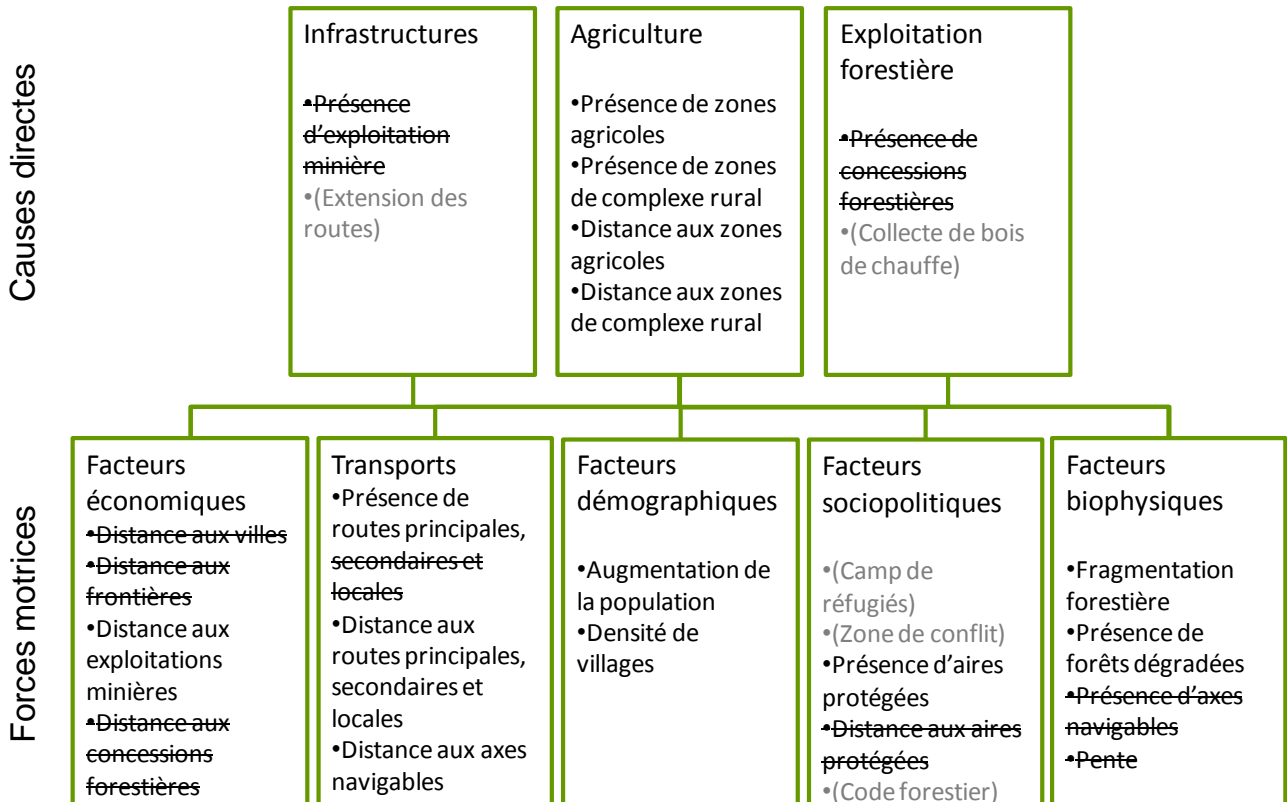 Causes directes
Infrastructures
•Présence
d’exploitation
minière
•(Extension des
routes)
Agriculture
•Présence de zones
agricoles
•Présence de zones
de complexe rural
•Distance aux zones
agricoles
•Distance aux zones
de complexe rural
Exploitation
forestière
•Présence de
concessions
forestières
•(Collecte de bois
de chauffe)
Forces motrices
Facteurs
économiques
•Distance aux villes
•Distance aux
frontières
•Distance aux
exploitations
minières
•Distance aux
concessions
forestières
Transports
•Présence de
routes principales,
secondaires et
locales
•Distance aux
routes principales,
secondaires et
locales
•Distance aux axes
navigables
Facteurs
démographiques
•Augmentation de
la population
•Densité de
villages
Facteurs
sociopolitiques
•(Camp de
réfugiés)
•(Zone de conflit)
•Présence d’aires
protégées
•Distance aux aires
protégées
•(Code forestier)
Facteurs
biophysiques
•Fragmentation
forestière
•Présence de
forêts dégradées
•Présence d’axes
navigables
•Pente